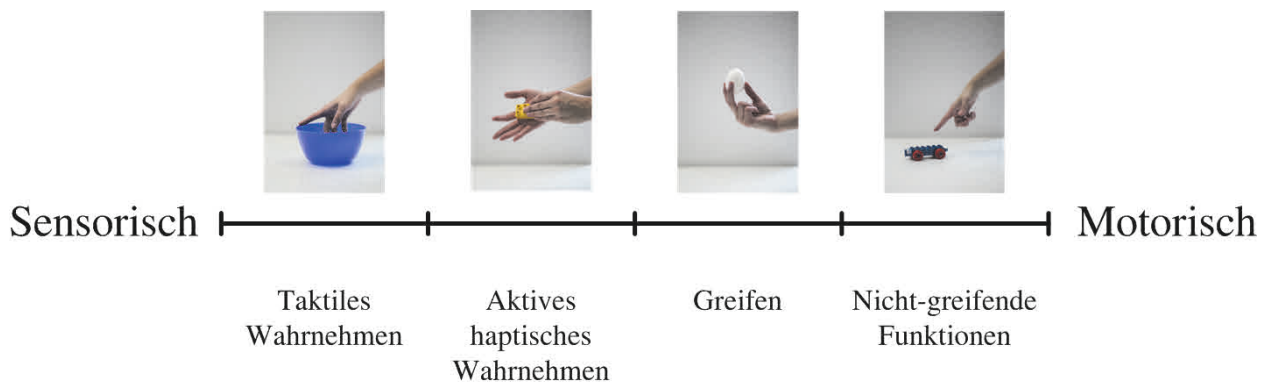 Sensorisch
Motorisch
Taktiles
Wahrnehmen
Aktives
haptisches
Wahrnehmen
Greifen
Nicht-greifende
Funktionen